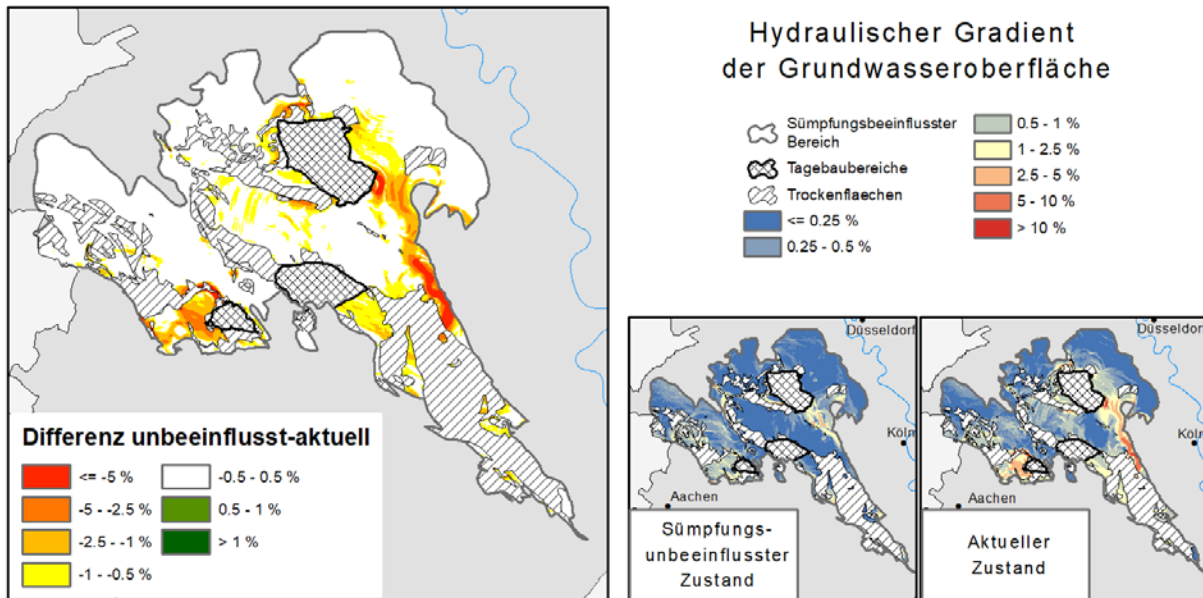 Hydraulischer Gradient
der Grundwasseroberfläche
Sümpfungsbeeinflusster
Bereich
Tagebaubereiche
Trockenflaechen
<= 0.25 %
0.25 - 0.5 %
0.5 - 1 %
1 - 2.5 %
2.5 - 5 %
5 - 10 %
> 10 %
Differenz unbeeinflusst-aktuell
<= -5 %
-5 - -2.5 %
-2.5 - -1 %
-1 - -0.5 %
-0.5 - 0.5 %
0.5 - 1 %
> 1 %
Düsseldorf
Köln
Aachen
Sümpfungs-
unbeeinflusster
Zustand
Düsseldorf
Köln
Aachen
Aktueller
Zustand